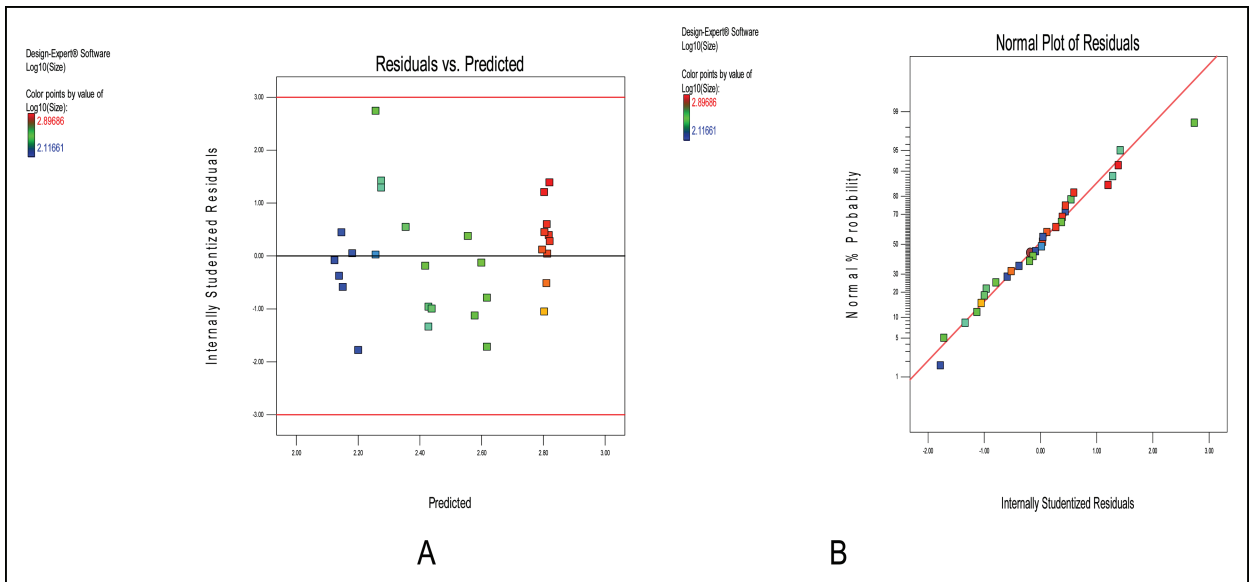 Design-Expert® Software
Log10(Size)
Color points by value of
Log10(Size):
2.89686
2.11661
Residuals vs. Predicted
Internally Studentized Residuals
3.00
2.00
1.00
0.00
-1.00
-2.00
-3.00
2.00 2.20 2.40 2.60 2.80 3.00
Predicted
A
Design-Expert® Software
Log10(Size)
Color points by value of
Log10(Size):
2.89686
2.11661
Normal Plot of Residuals
Normal % Probability
99
95
90
80
70
50
30
20
10
5
1
-2.00 -1.00 0.00 1.00 2.00 3.00
Internally Studentized Residuals
B